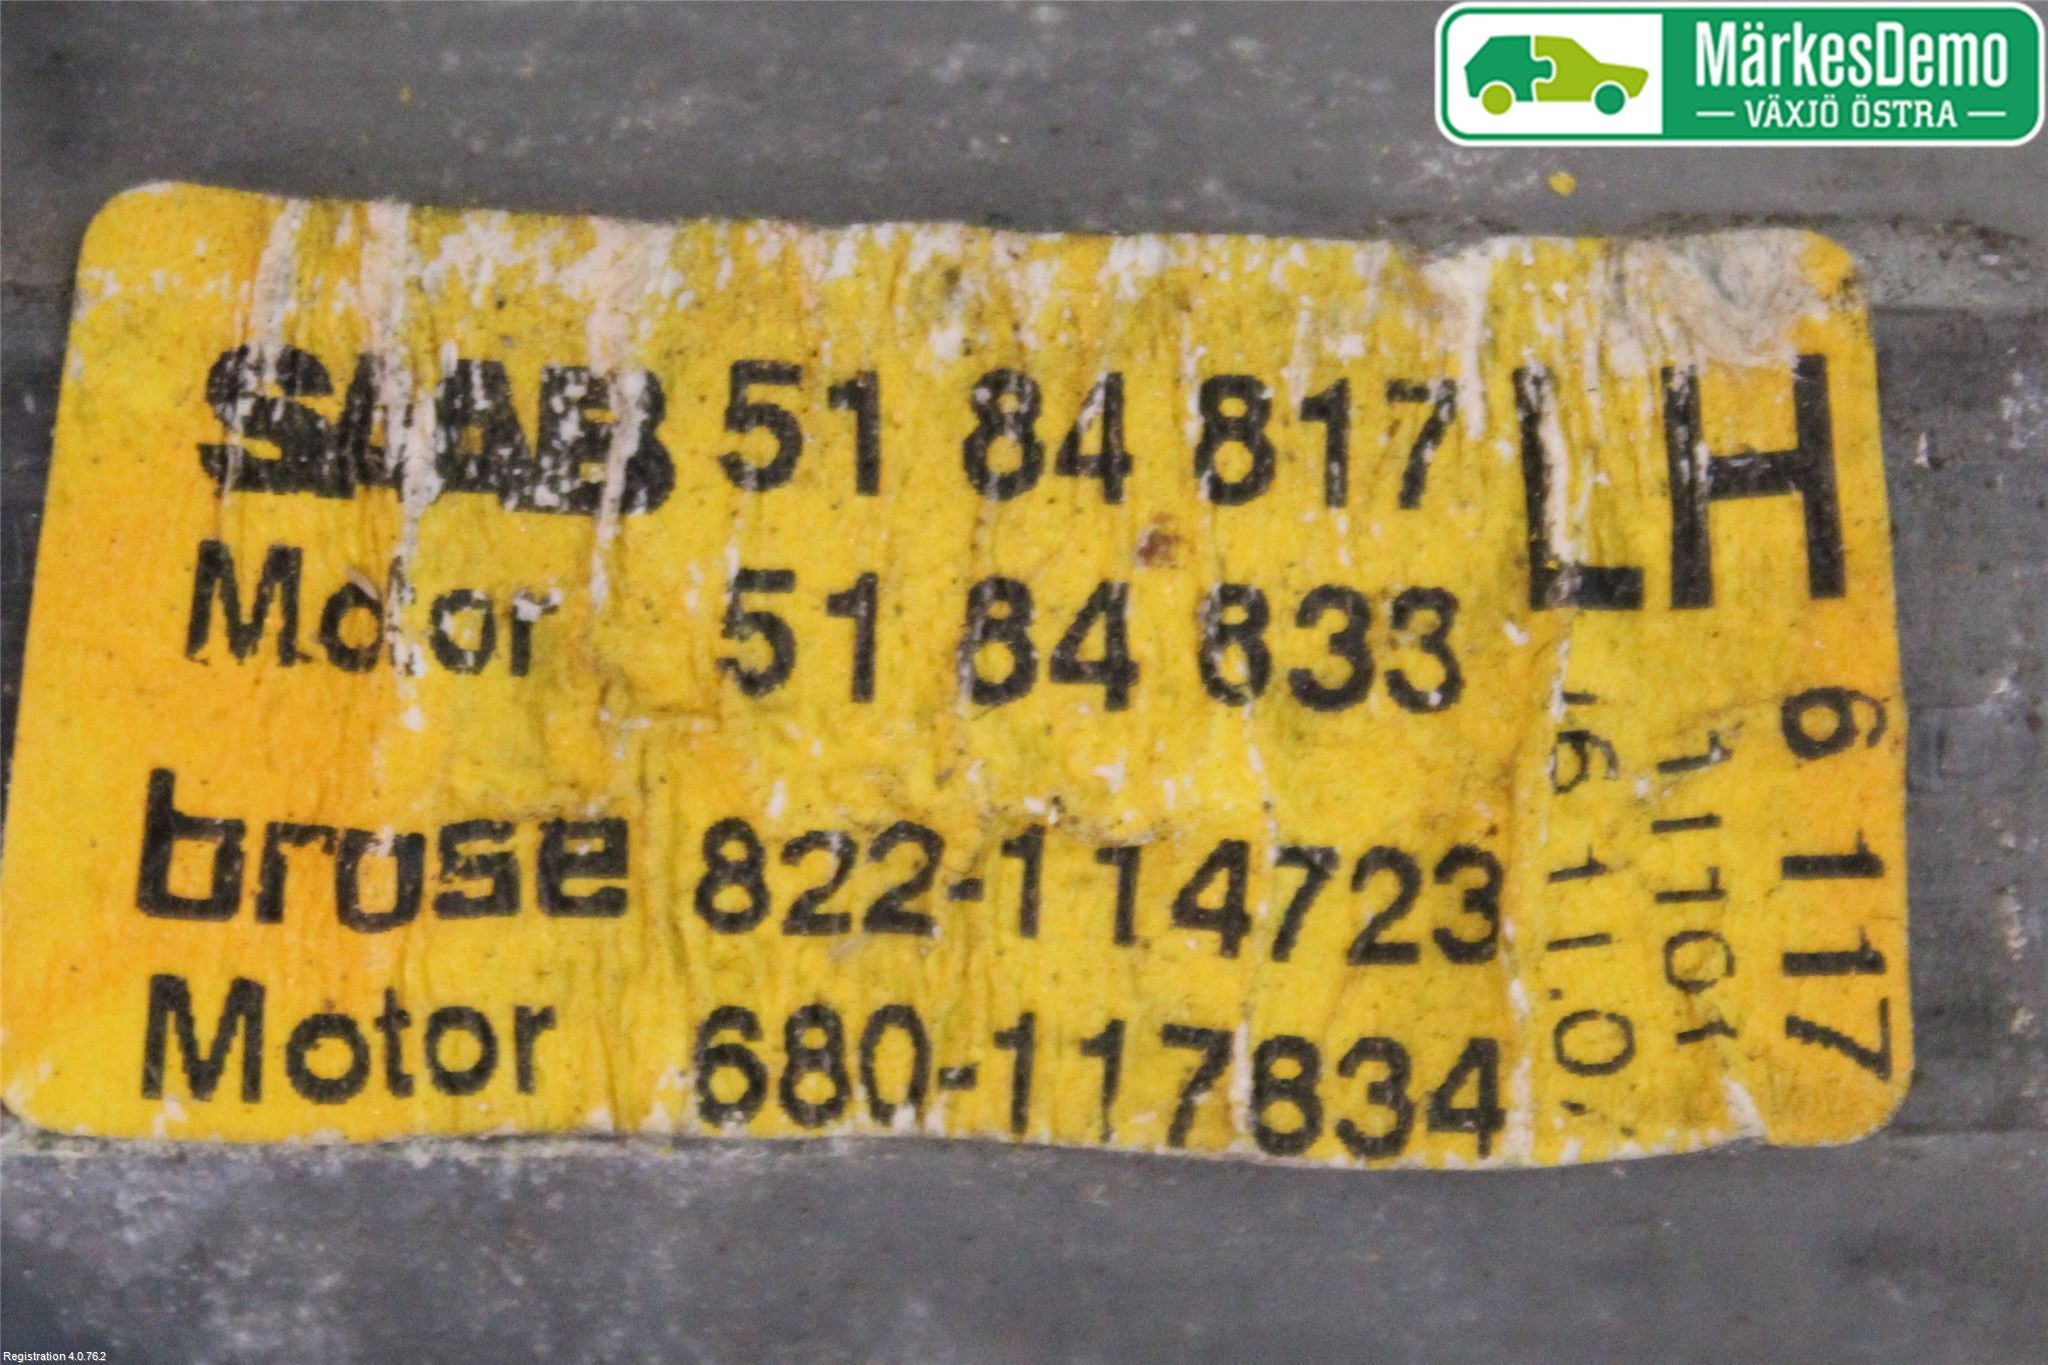 MärkesDemo
VÄXJÖ ÖSTRA
SAAB 51 84 817 LH
Motor 51 84 833
brose 822-114723
Motor 680-117834
6 117
Registration 4.0.76.2